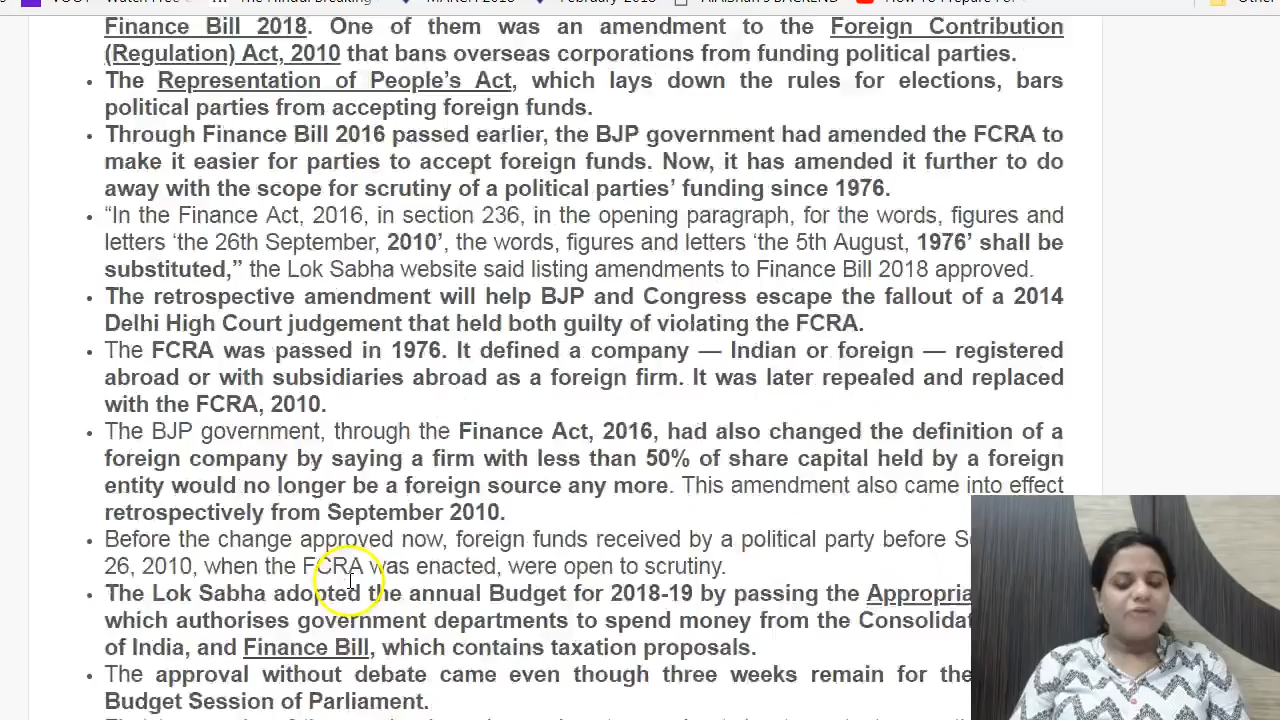 Finance Bill 2018. One of them was an amendment to the Foreign Contribution
(Regulation) Act, 2010 that bans overseas corporations from funding political parties.
• The Representation of People's Act, which lays down the rules for elections, bars
political parties from accepting foreign funds.
• Through Finance Bill 2016 passed earlier, the BJP government had amended the FCRA to
make it easier for parties to accept foreign funds. Now, it has amended it further to do
away with the scope for scrutiny of a political parties' funding since 1976.
• “In the Finance Act, 2016, in section 236, in the opening paragraph, for the words, figures and
letters ‘the 26th September, 2010’, the words, figures and letters ‘the 5th August, 1976’ shall be
substituted,” the Lok Sabha website said listing amendments to Finance Bill 2018 approved.
• The retrospective amendment will help BJP and Congress escape the fallout of a 2014
Delhi High Court judgement that held both guilty of violating the FCRA.
• The FCRA was passed in 1976. It defined a company — Indian or foreign — registered
abroad or with subsidiaries abroad as a foreign firm. It was later repealed and replaced
with the FCRA, 2010.
• The BJP government, through the Finance Act, 2016, had also changed the definition of a
foreign company by saying a firm with less than 50% of share capital held by a foreign
entity would no longer be a foreign source any more. This amendment also came into effect
retrospectively from September 2010.
• Before the change approved now, foreign funds received by a political party before
26, 2010, when the FCRA was enacted, were open to scrutiny.
• The Lok Sabha adopted the annual Budget for 2018-19 by passing the
which authorises government departments to spend money from the
of India, and Finance Bill, which contains taxation proposals.
• The approval without debate came even though three weeks remain for the
Budget Session of Parliament.